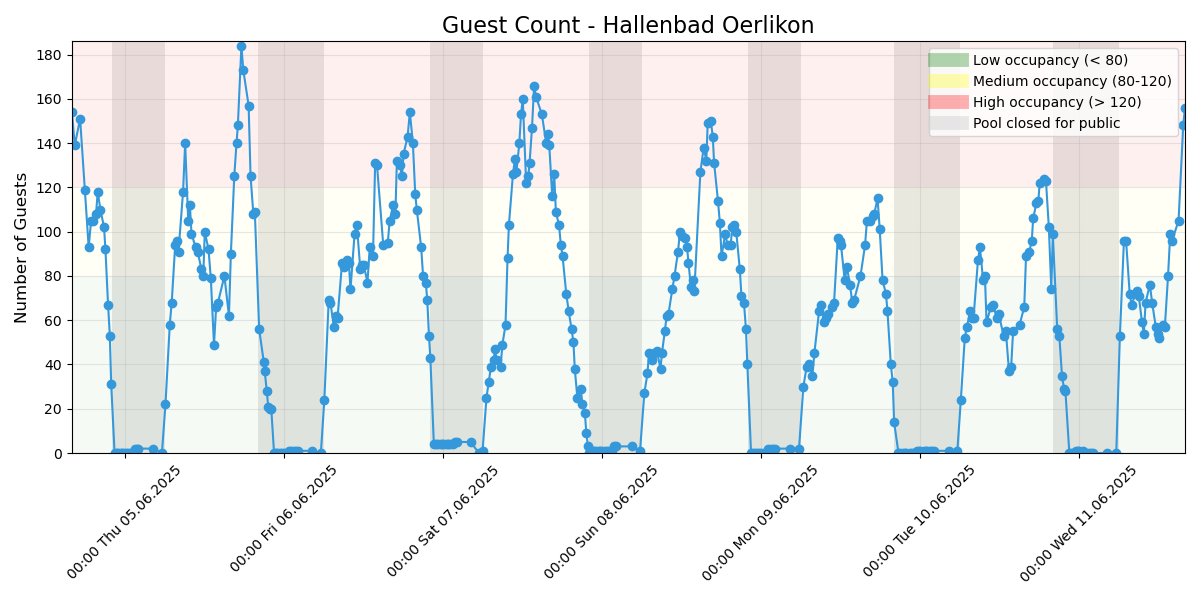 Guest Count - Hallenbad Oerlikon
Number of Guests
180
160
140
120
100
80
60
40
20
0
Low occupancy (< 80)
Medium occupancy (80-120)
High occupancy (> 120)
Pool closed for public
00:00 Thu 05.06.2025
00:00 Fri 06.06.2025
00:00 Sat 07.06.2025
00:00 Sun 08.06.2025
00:00 Mon 09.06.2025
00:00 Tue 10.06.2025
00:00 Wed 11.06.2025